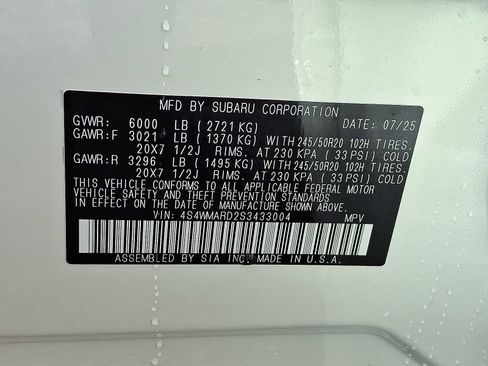 MFD BY SUBARU CORPORATION
GVWR: 6000 LB ( 2721 KG) DATE: 07/25
GAWR:F 3021 LB ( 1370 KG) WITH 245/50R20 102H TIRES.
20X7 1/2J RIMS. AT 230 KPA ( 33 PSI) COLD
GAWR:R 3296 LB ( 1495 KG) WITH 245/50R20 102H TIRES.
20X7 1/2J RIMS. AT 230 KPA ( 33 PSI) COLD
THIS VEHICLE CONFORMS TO ALL APPLICABLE FEDERAL MOTOR
VEHICLE SAFETY AND THEFT PREVENTION STANDARDS
IN EFFECT ON THE DATE OF MANUFACTURE SHOWN ABOVE.
VIN: 4S4WMARD2S3433004 MPV
ASSEMBLED BY SIA INC. MADE IN U.S.A.